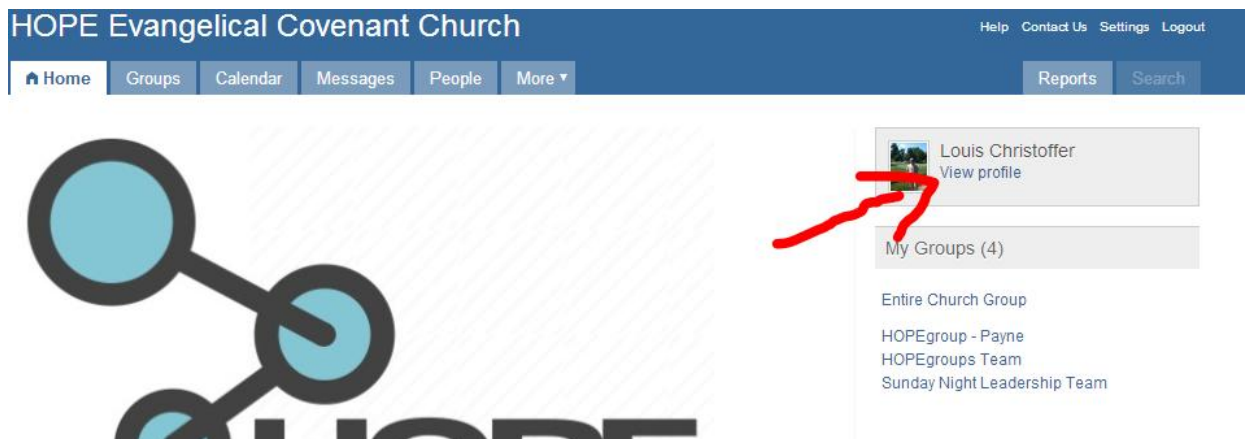 HOPE Evangelical Covenant Church
Help Contact Us Settings Logout
Home Groups Calendar Messages People More ▾ Reports Search
Louis Christoffer
View profile
My Groups (4)
Entire Church Group
HOPEgroup - Payne
HOPEgroups Team
Sunday Night Leadership Team
HOPE